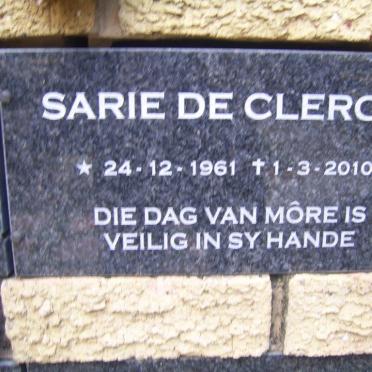 SARIE DE CLERC
★ 24-12-1961 ✝ 1-3-2010
DIE DAG VAN MÔRE IS
VEILIG IN SY HANDE